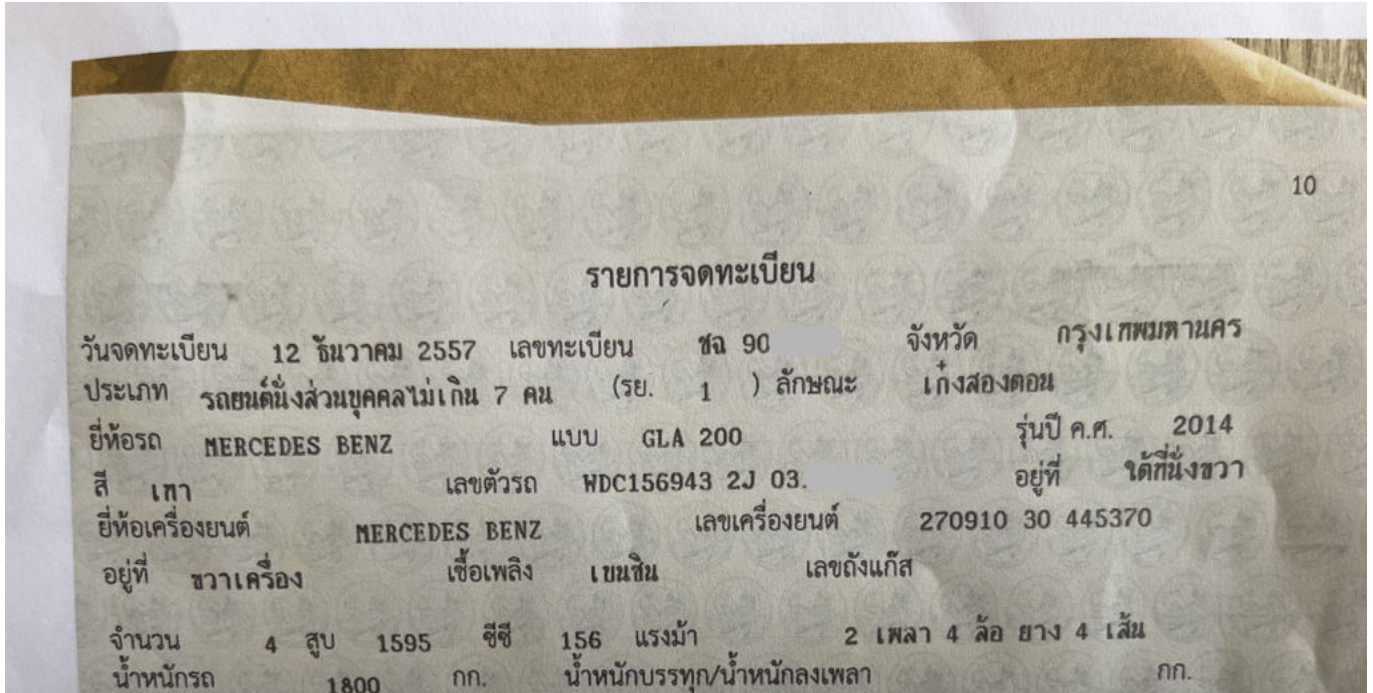 10
รายการจดทะเบียน
วันจดทะเบียน 12 ธันวาคม 2557 เลขทะเบียน ชฉ 90 จังหวัด กรุงเทพมหานคร
ประเภท รถยนต์นั่งส่วนบุคคลไม่เกิน 7 คน (รย. 1 ) ลักษณะ เก๋งสองตอน
ยี่ห้อรถ MERCEDES BENZ แบบ GLA 200 รุ่นปี ค.ศ. 2014
สี เทา เลขตัวรถ WDC156943 2J 03. อยู่ที่ ใต้ที่นั่งขวา
ยี่ห้อเครื่องยนต์ MERCEDES BENZ เลขเครื่องยนต์ 270910 30 445370
อยู่ที่ ขวาเครื่อง เชื้อเพลิง เบนซิน เลขถังแก๊ส
จำนวน 4 สูบ 1595 ซีซี 156 แรงม้า 2 เพลา 4 ล้อ ยาง 4 เส้น
น้ำหนักรถ 1800 กก. น้ำหนักบรรทุก/น้ำหนักลงเพลา กก.